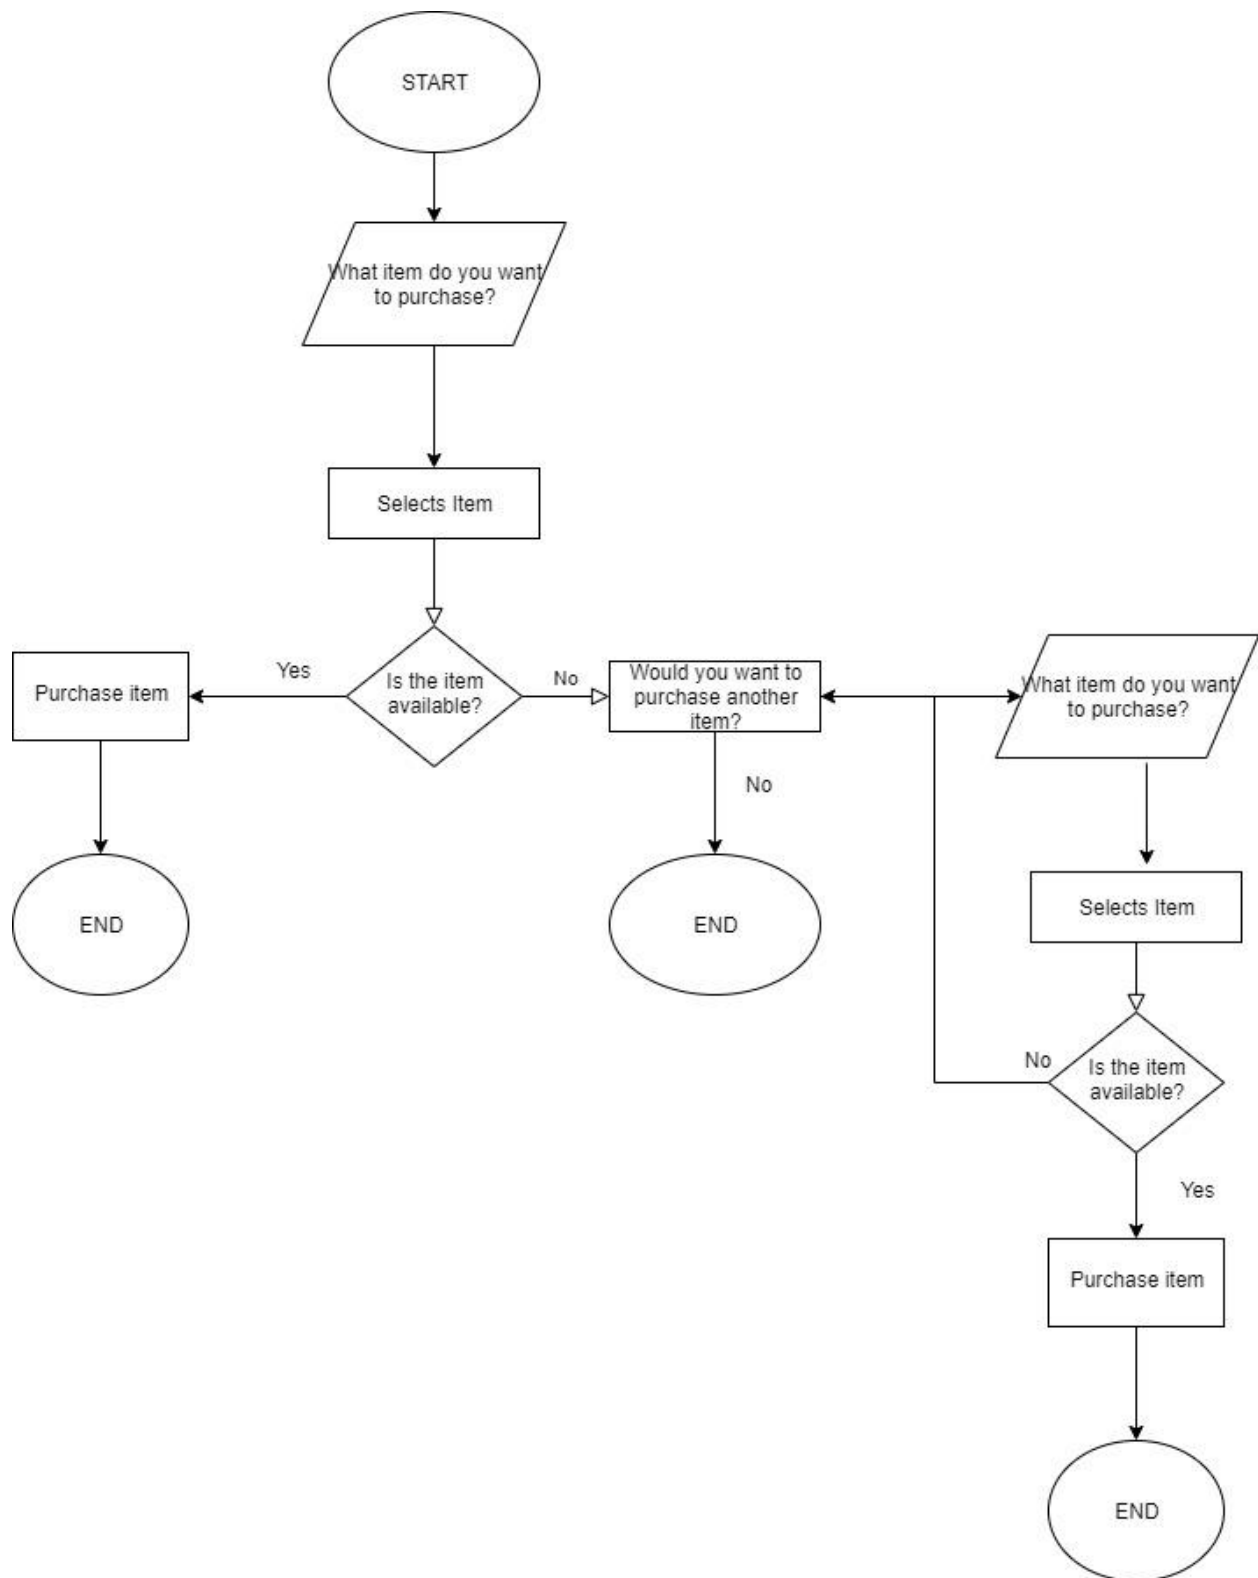 START
What item do you want
to purchase?
Selects Item
Is the item
available?
Yes
No
Purchase item
END
Would you want to
purchase another
item?
No
END
What item do you want
to purchase?
Selects Item
Is the item
available?
No
Yes
Purchase item
END